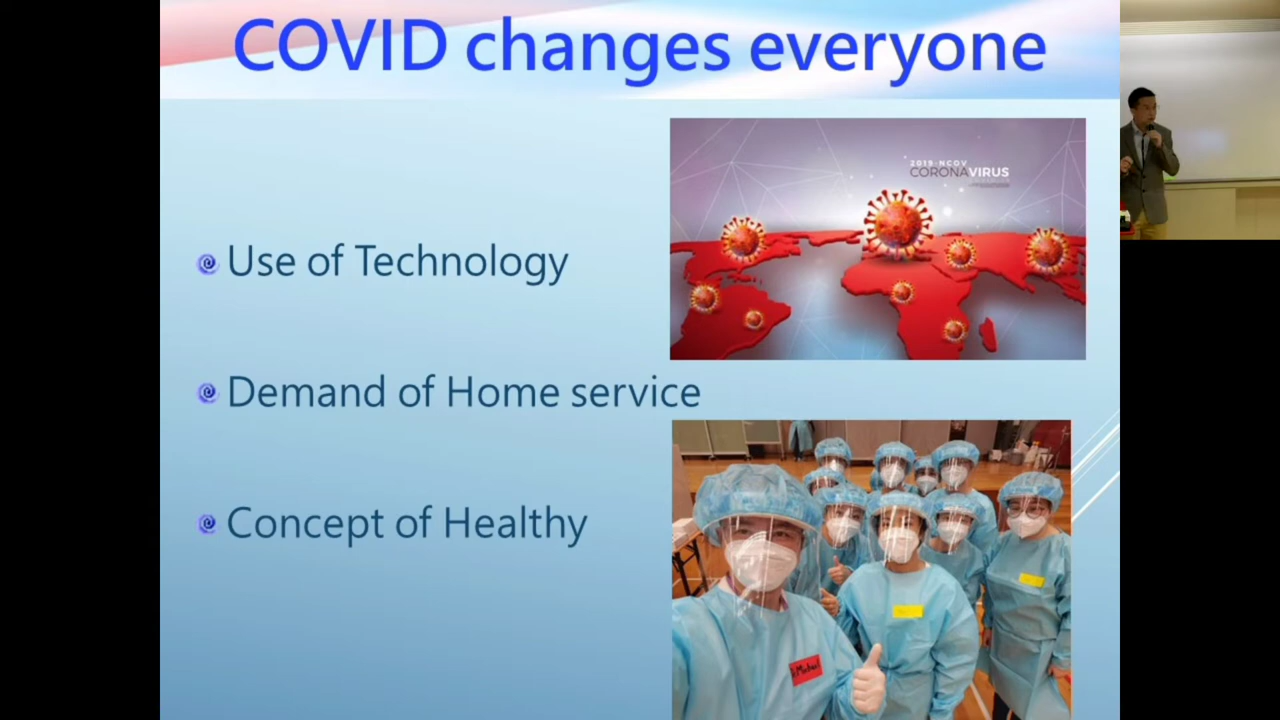 COVID changes everyone
2019-NCOV
CORONAVIRUS
Use of Technology
Demand of Home service
Concept of Healthy